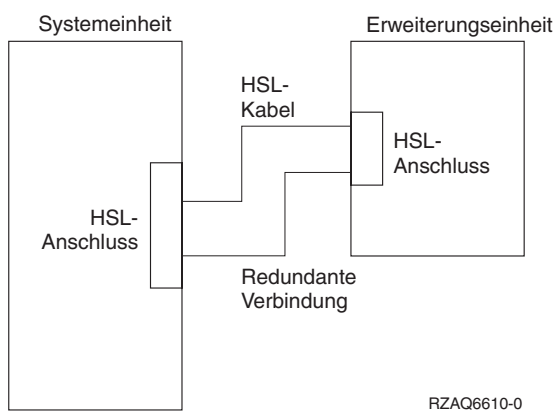 Systemeinheit
Erweiterungseinheit
HSL-
Kabel
HSL-
Anschluss
HSL-
Anschluss
Redundante
Verbindung
RZAQ6610-0